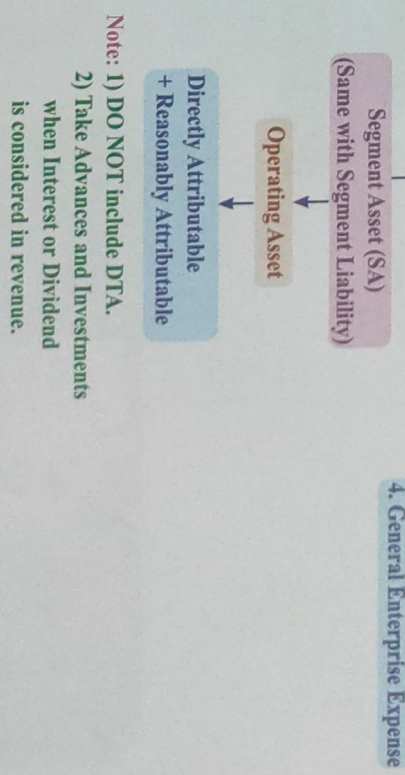 4. General Enterprise Expense
Segment Asset (SA)
(Same with Segment Liability)
Operating Asset
Directly Attributable
+ Reasonably Attributable
Note: 1) DO NOT include DTA.
2) Take Advances and Investments
when Interest or Dividend
is considered in revenue.